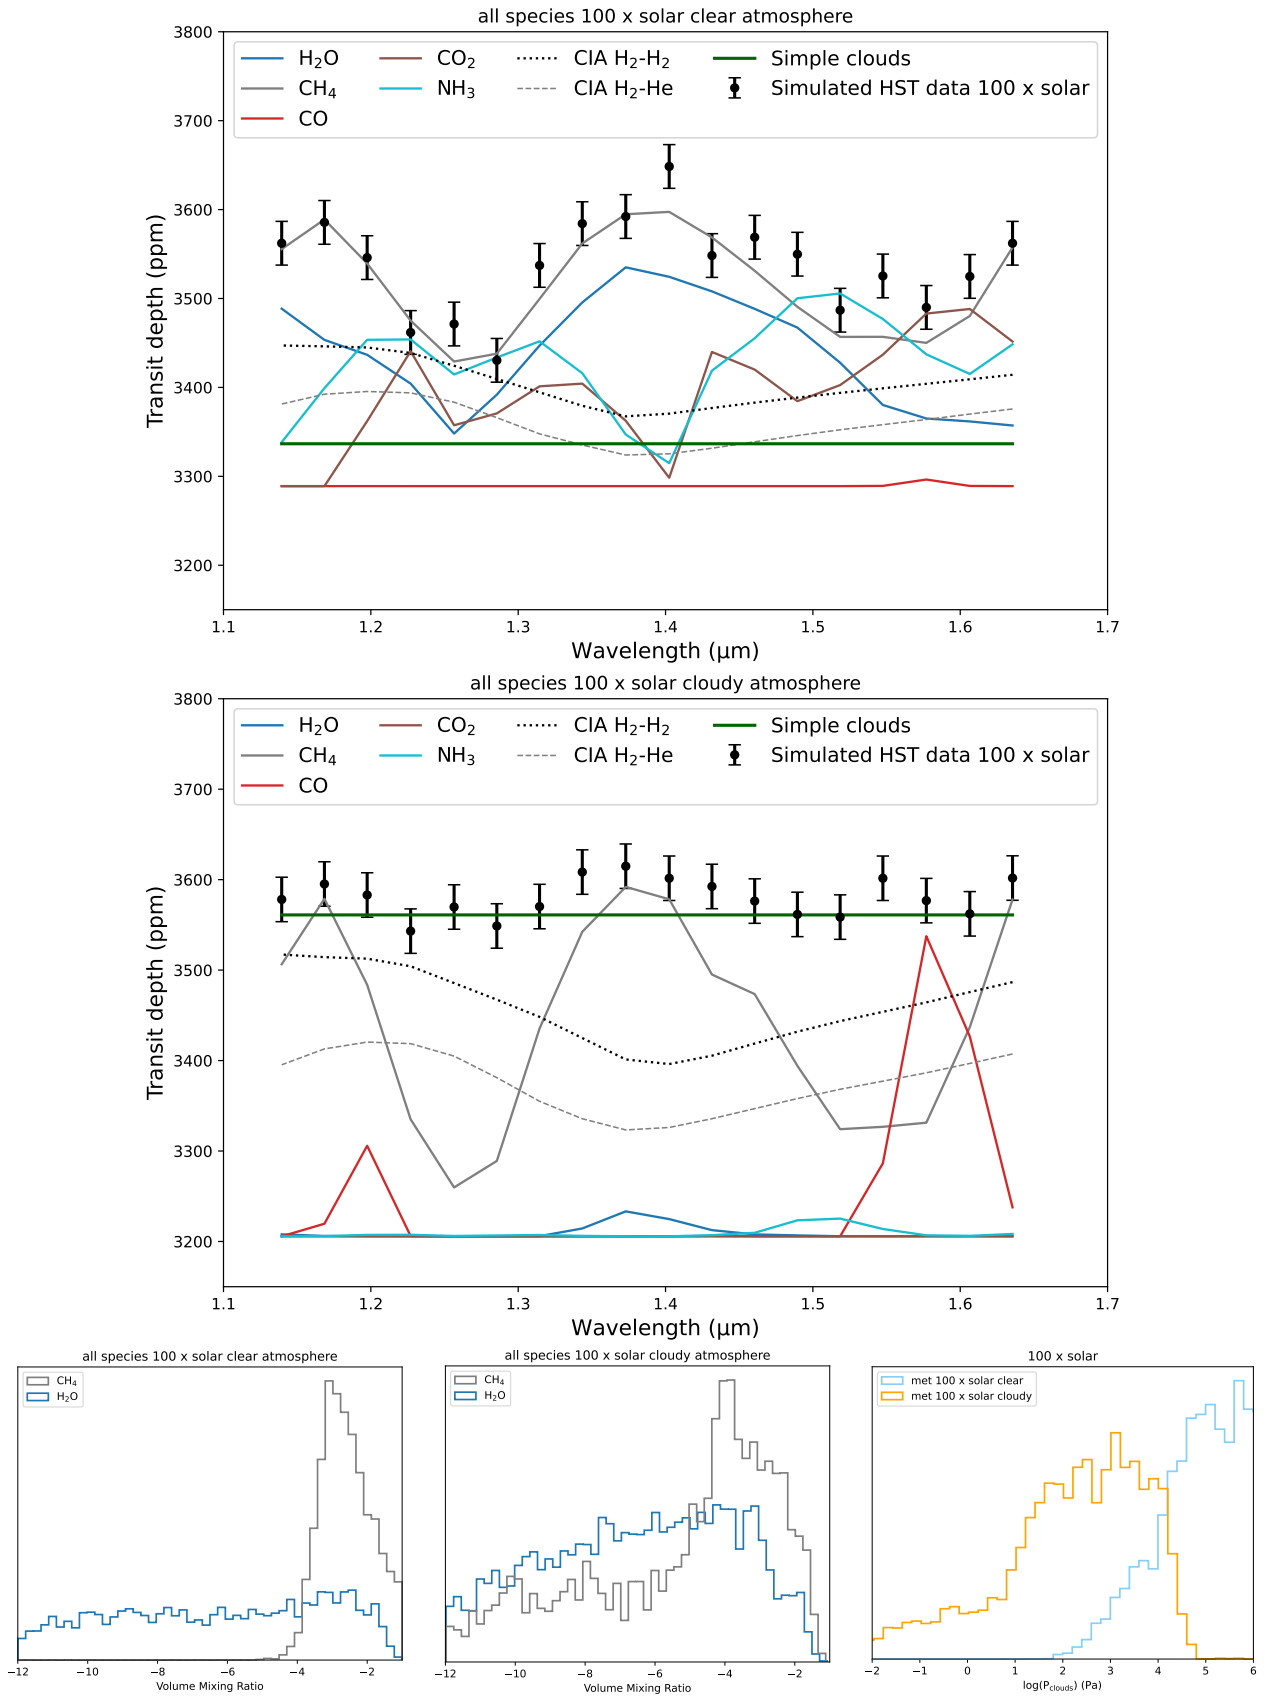 all species 100 x solar clear atmosphere
H₂O CO₂ CIA H₂-H₂ Simple clouds
CH₄ NH₃ CIA H₂-He Simulated HST data 100 x solar
CO
3800
3700
3600
3500
3400
3300
3200
Transit depth (ppm)
1.1 1.2 1.3 1.4 1.5 1.6 1.7
Wavelength (μm)
all species 100 x solar cloudy atmosphere
H₂O CO₂ CIA H₂-H₂ Simple clouds
CH₄ NH₃ CIA H₂-He Simulated HST data 100 x solar
CO
3800
3700
3600
3500
3400
3300
3200
Transit depth (ppm)
1.1 1.2 1.3 1.4 1.5 1.6 1.7
Wavelength (μm)
all species 100 x solar clear atmosphere
CH₄
H₂O
−12 −10 −8 −6 −4 −2
Volume Mixing Ratio
all species 100 x solar cloudy atmosphere
CH₄
H₂O
−12 −10 −8 −6 −4 −2
Volume Mixing Ratio
100 x solar
met 100 x solar clear
met 100 x solar cloudy
−2 −1 0 1 2 3 4 5 6
log(P_clouds) (Pa)